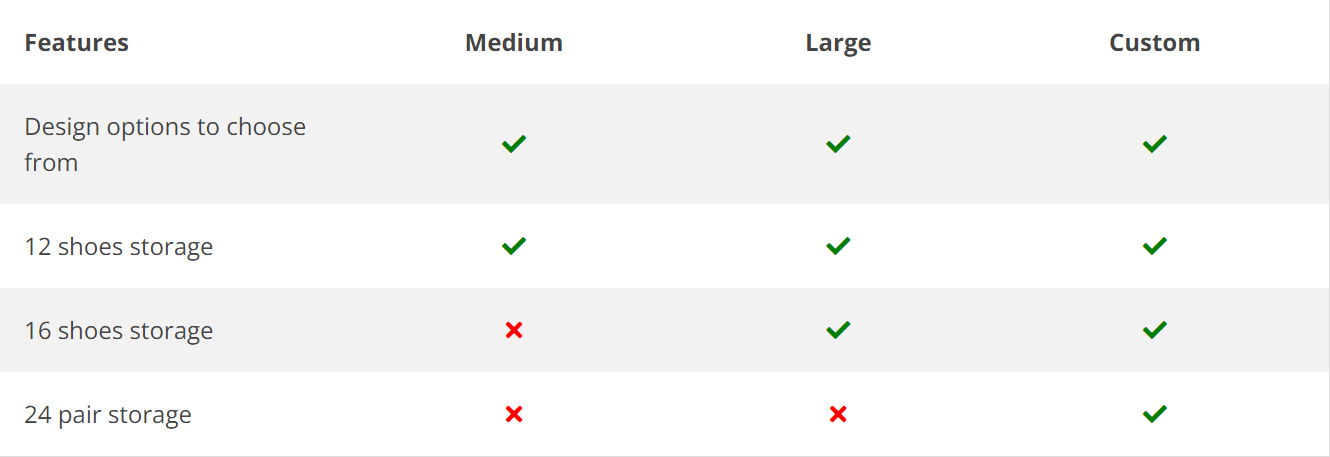 Features Medium Large Custom
Design options to choose
from
12 shoes storage
16 shoes storage
24 pair storage